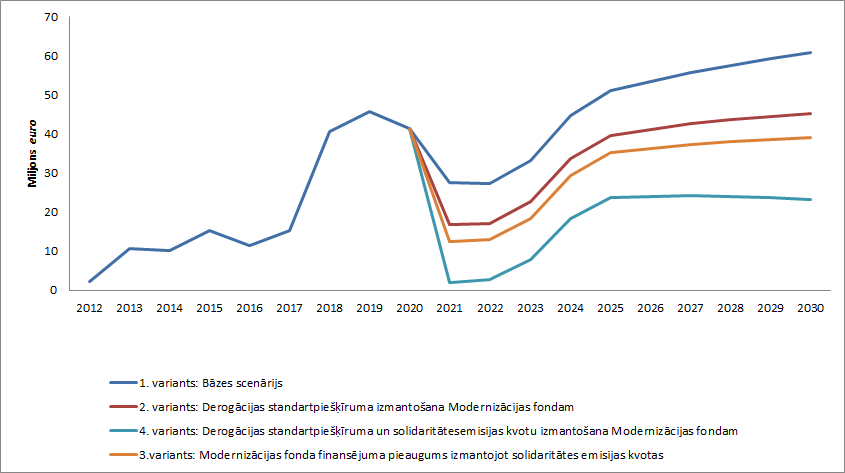 Miljons euro
70
60
50
40
30
20
10
0
2012 2013 2014 2015 2016 2017 2018 2019 2020 2021 2022 2023 2024 2025 2026 2027 2028 2029 2030
1. variants: Bāzes scenārijs
2. variants: Derogācijas standartpiešķīruma izmantošana Modernizācijas fondam
4. variants: Derogācijas standartpiešķīruma un solidaritātesemisijas kvotu izmantošana Modernizācijas fondam
3.variants: Modernizācijas fonda finansējuma pieaugums izmantojot solidaritātes emisijas kvotas